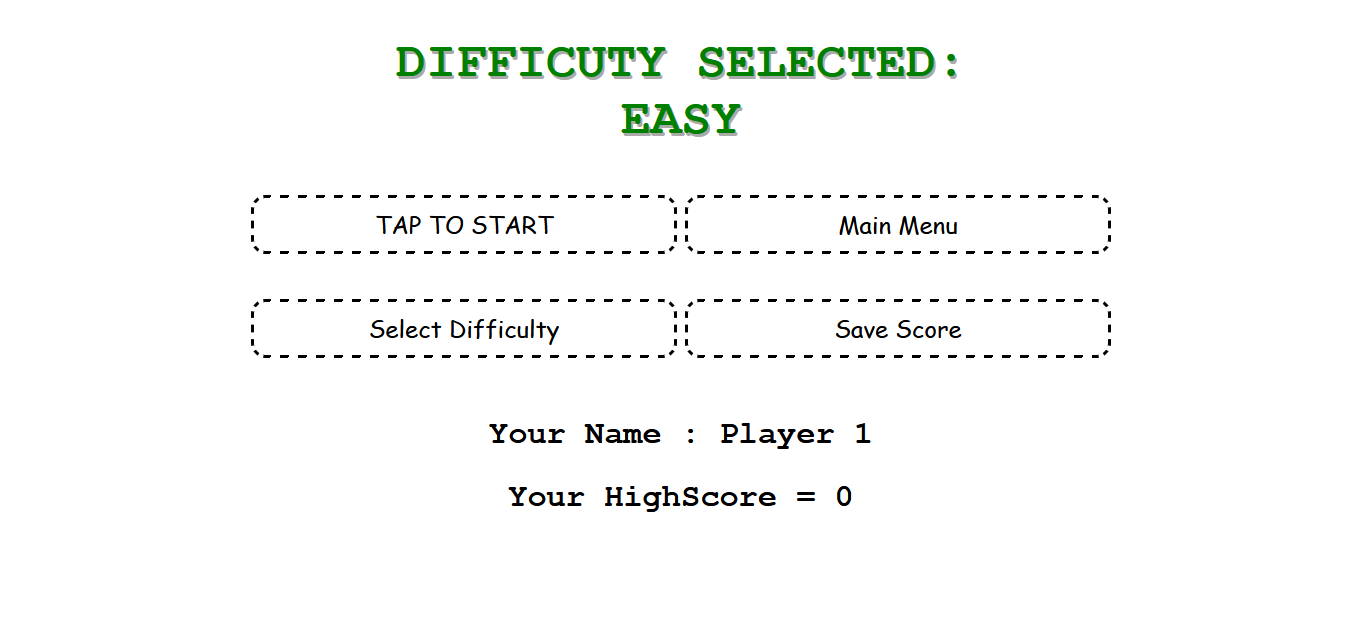 DIFFICUTY SELECTED:
EASY
TAP TO START
Main Menu
Select Difficulty
Save Score
Your Name : Player 1
Your HighScore = 0